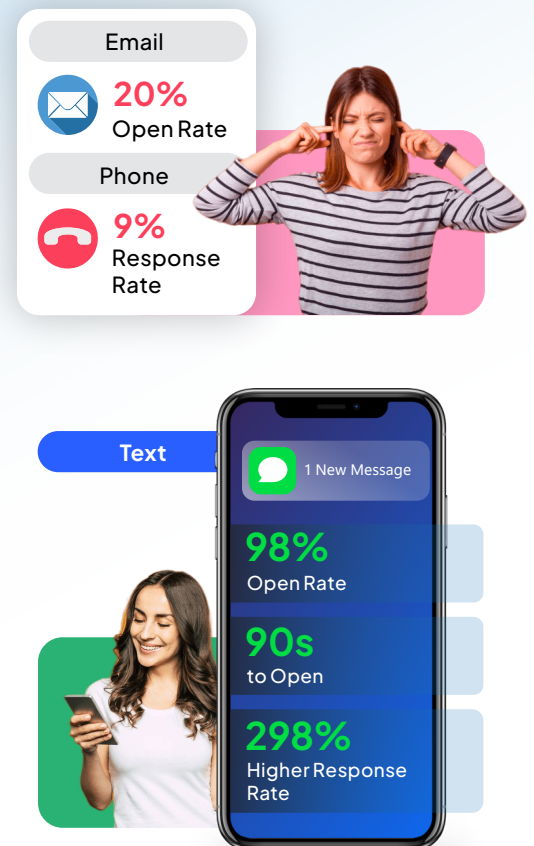 Email
20%
Open Rate
Phone
9%
Response
Rate
Text
1 New Message
98%
Open Rate
90s
to Open
298%
Higher Response
Rate